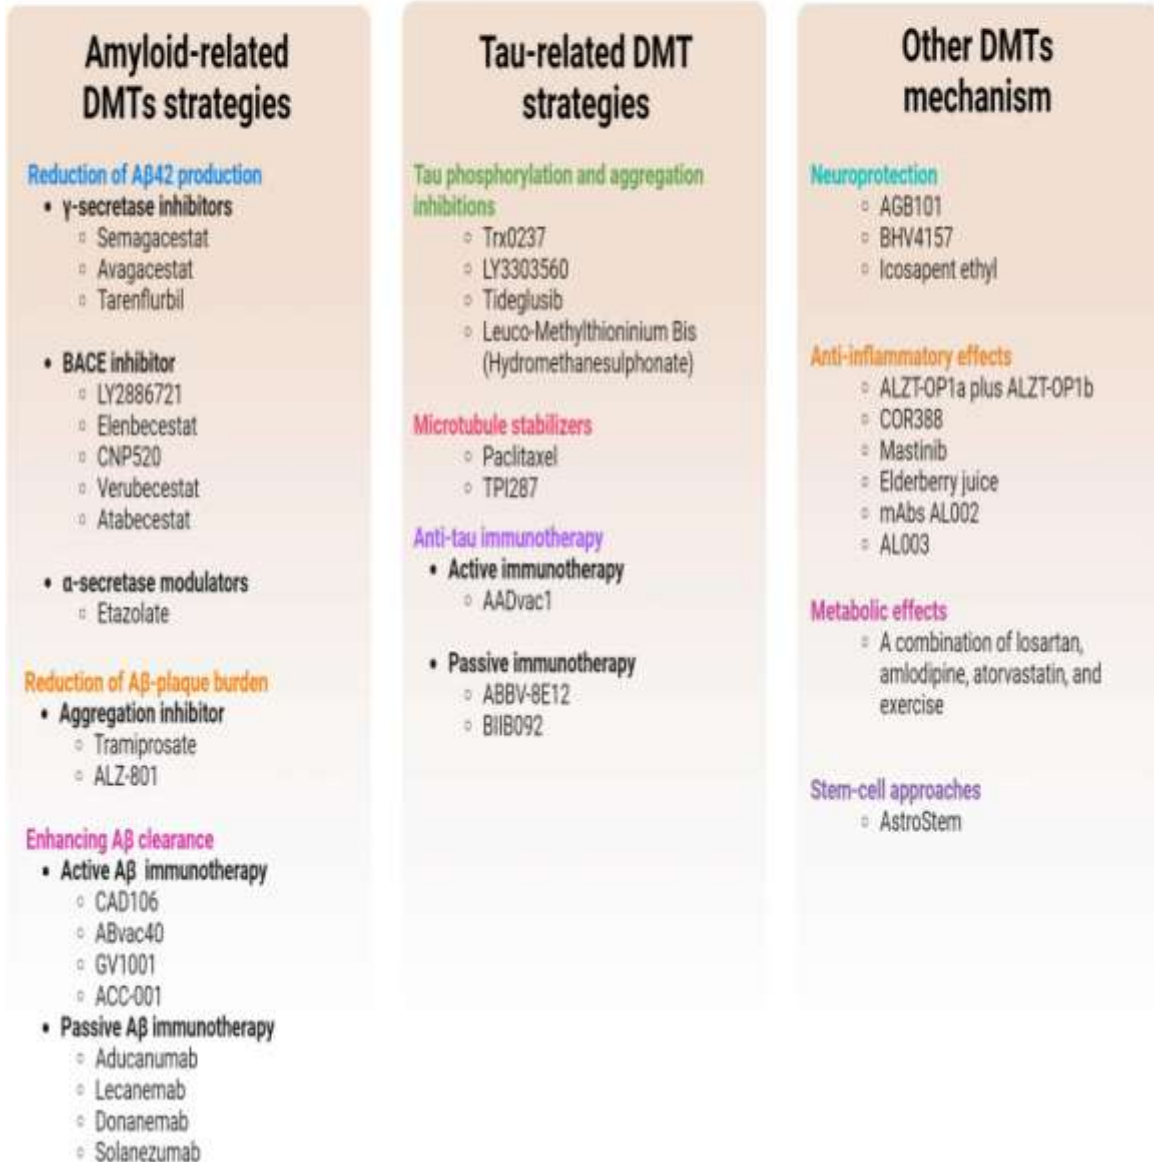 Amyloid-related
DMTs strategies
Reduction of Aβ42 production
• γ-secretase inhibitors
◦ Semagacestat
◦ Avagacestat
◦ Tarenflurbil
• BACE inhibitor
◦ LY2886721
◦ Elenbecestat
◦ CNP520
◦ Verubecestat
◦ Atabecestat
• α-secretase modulators
◦ Etazolate
Reduction of Aβ-plaque burden
• Aggregation inhibitor
◦ Tramiprosate
◦ ALZ-801
Enhancing Aβ clearance
• Active Aβ immunotherapy
◦ CAD106
◦ ABvac40
◦ GV1001
◦ ACC-001
• Passive Aβ immunotherapy
◦ Aducanumab
◦ Lecanemab
◦ Donanemab
◦ Solanezumab
Tau-related DMT
strategies
Tau phosphorylation and aggregation
inhibitions
◦ Trx0237
◦ LY3303560
◦ Tideglusib
◦ Leuco-Methylthioninium Bis
(Hydromethanesulphonate)
Microtubule stabilizers
◦ Paclitaxel
◦ TPI287
Anti-tau immunotherapy
• Active immunotherapy
◦ AADvac1
• Passive immunotherapy
◦ ABBV-8E12
◦ BIIB092
Other DMTs
mechanism
Neuroprotection
◦ AGB101
◦ BHV4157
◦ Icosapent ethyl
Anti-inflammatory effects
◦ ALZT-OP1a plus ALZT-OP1b
◦ COR388
◦ Mastinib
◦ Elderberry juice
◦ mAbs AL002
◦ AL003
Metabolic effects
◦ A combination of losartan,
amlodipine, atorvastatin, and
exercise
Stem-cell approaches
◦ AstroStem